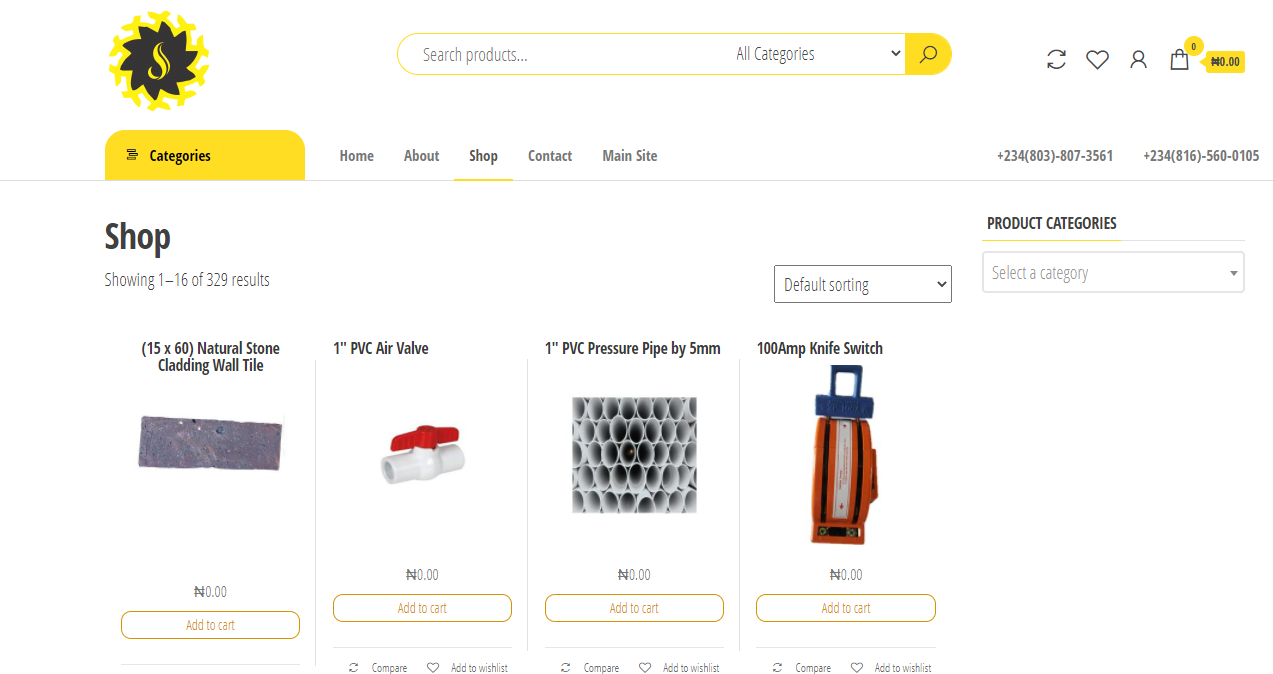 Search products...
All Categories
0
₦0.00
Categories
Home
About
Shop
Contact
Main Site
+234(803)-807-3561
+234(816)-560-0105
Shop
Showing 1–16 of 329 results
Default sorting
PRODUCT CATEGORIES
Select a category
(15 x 60) Natural Stone
Cladding Wall Tile
₦0.00
Add to cart
1" PVC Air Valve
₦0.00
Add to cart
Compare
Add to wishlist
1" PVC Pressure Pipe by 5mm
₦0.00
Add to cart
Compare
Add to wishlist
100Amp Knife Switch
₦0.00
Add to cart
Compare
Add to wishlist